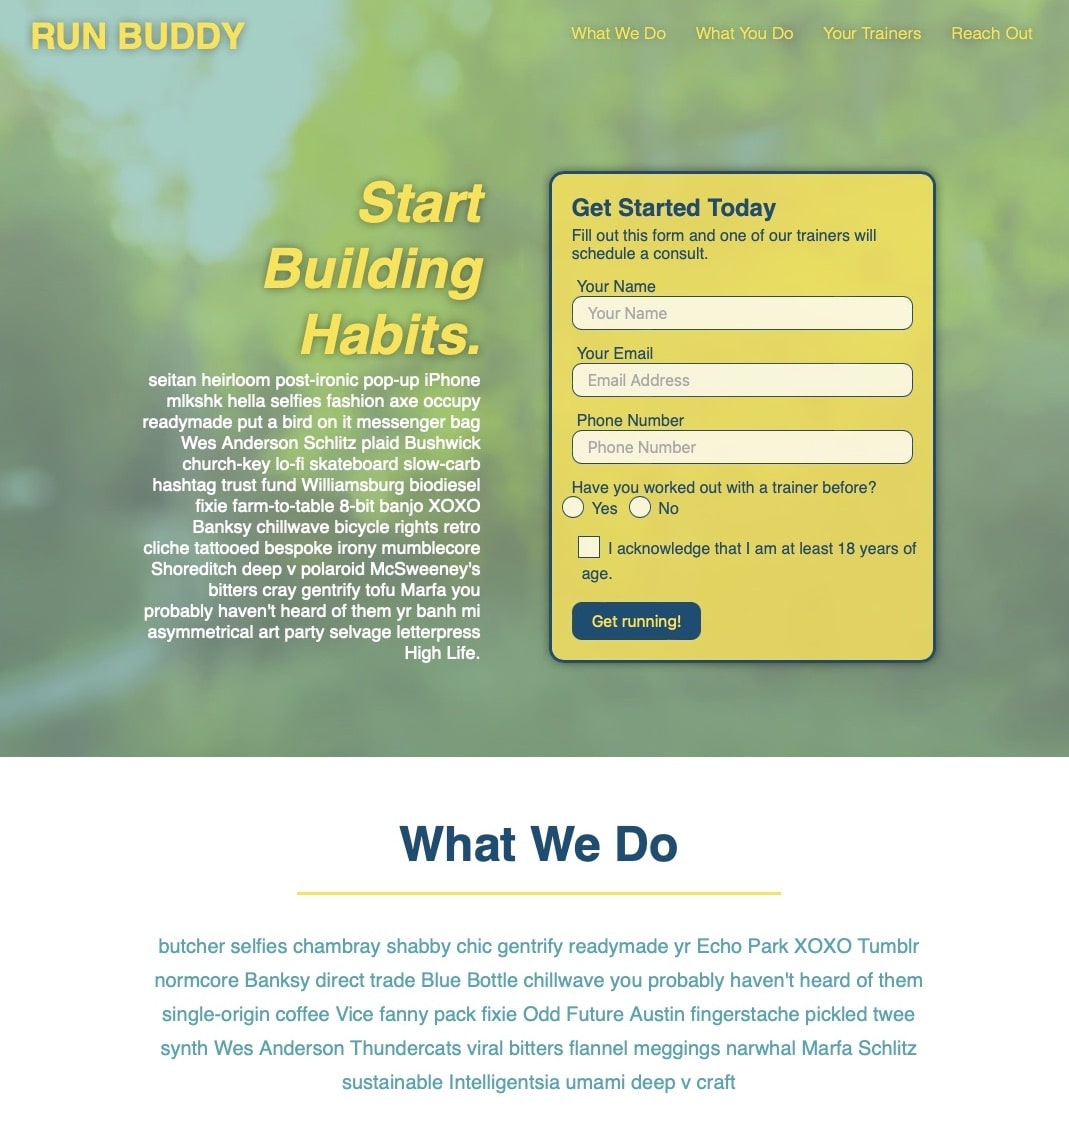 RUN BUDDY
What We Do
What You Do
Your Trainers
Reach Out
Start
Building
Habits.
seitan heirloom post-ironic pop-up iPhone
mlkshk hella selfies fashion axe occupy
readymade put a bird on it messenger bag
Wes Anderson Schlitz plaid Bushwick
church-key lo-fi skateboard slow-carb
hashtag trust fund Williamsburg biodiesel
fixie farm-to-table 8-bit banjo XOXO
Banksy chillwave bicycle rights retro
cliche tattooed bespoke irony mumblecore
Shoreditch deep v polaroid McSweeney's
bitters cray gentrify tofu Marfa you
probably haven't heard of them yr banh mi
asymmetrical art party selvage letterpress
High Life.
Get Started Today
Fill out this form and one of our trainers will
schedule a consult.
Your Name
Your Name
Your Email
Email Address
Phone Number
Phone Number
Have you worked out with a trainer before?
Yes No
I acknowledge that I am at least 18 years of
age.
Get running!
What We Do
butcher selfies chambray shabby chic gentrify readymade yr Echo Park XOXO Tumblr
normcore Banksy direct trade Blue Bottle chillwave you probably haven't heard of them
single-origin coffee Vice fanny pack fixie Odd Future Austin fingerstache pickled twee
synth Wes Anderson Thundercats viral bitters flannel meggings narwhal Marfa Schlitz
sustainable Intelligentsia umami deep v craft